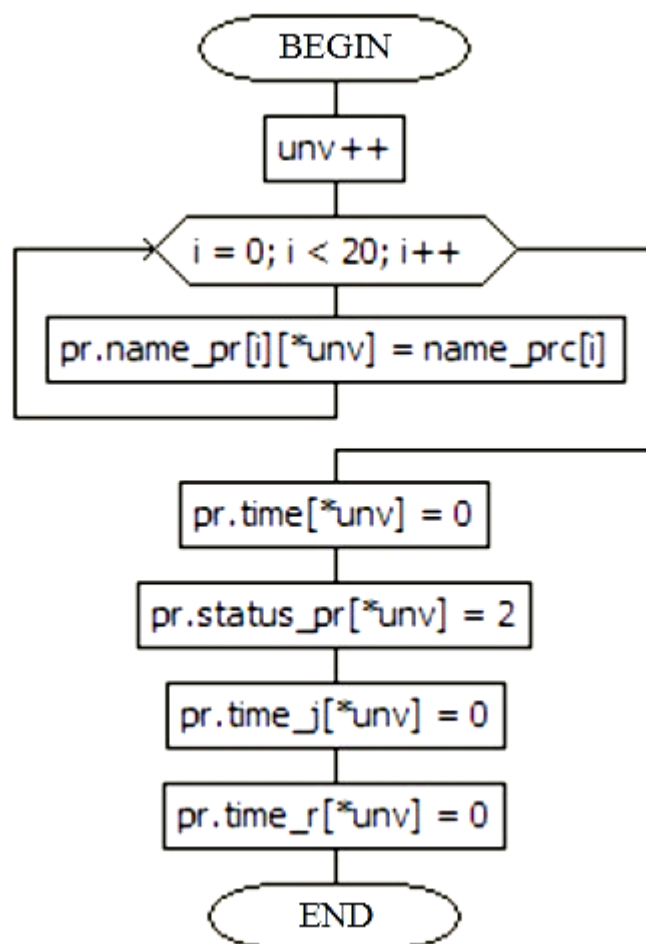 BEGIN
unv++
i = 0; i < 20; i++
pr.name_pr[i][*unv] = name_prc[i]
pr.time[*unv] = 0
pr.status_pr[*unv] = 2
pr.time_j[*unv] = 0
pr.time_r[*unv] = 0
END